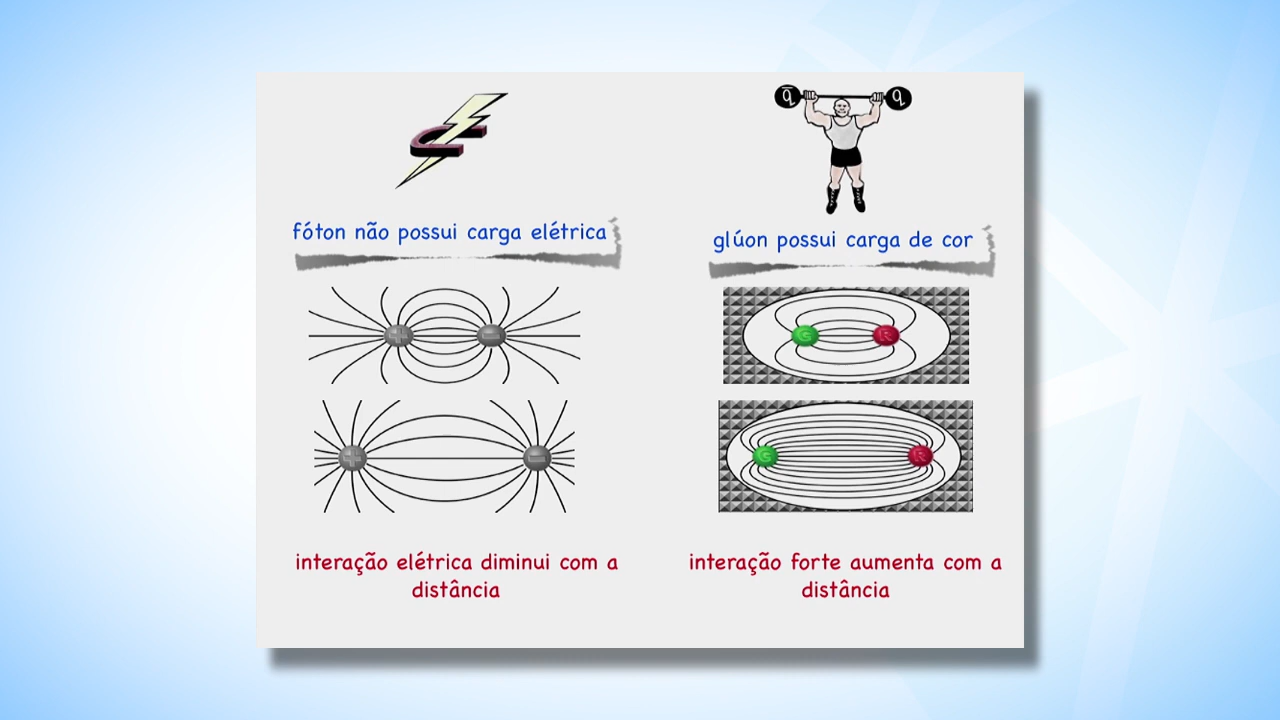 q̄ q
fóton não possui carga elétrica
glúon possui carga de cor
+ −
G R
+ −
G R
interação elétrica diminui com a
distância
interação forte aumenta com a
distância